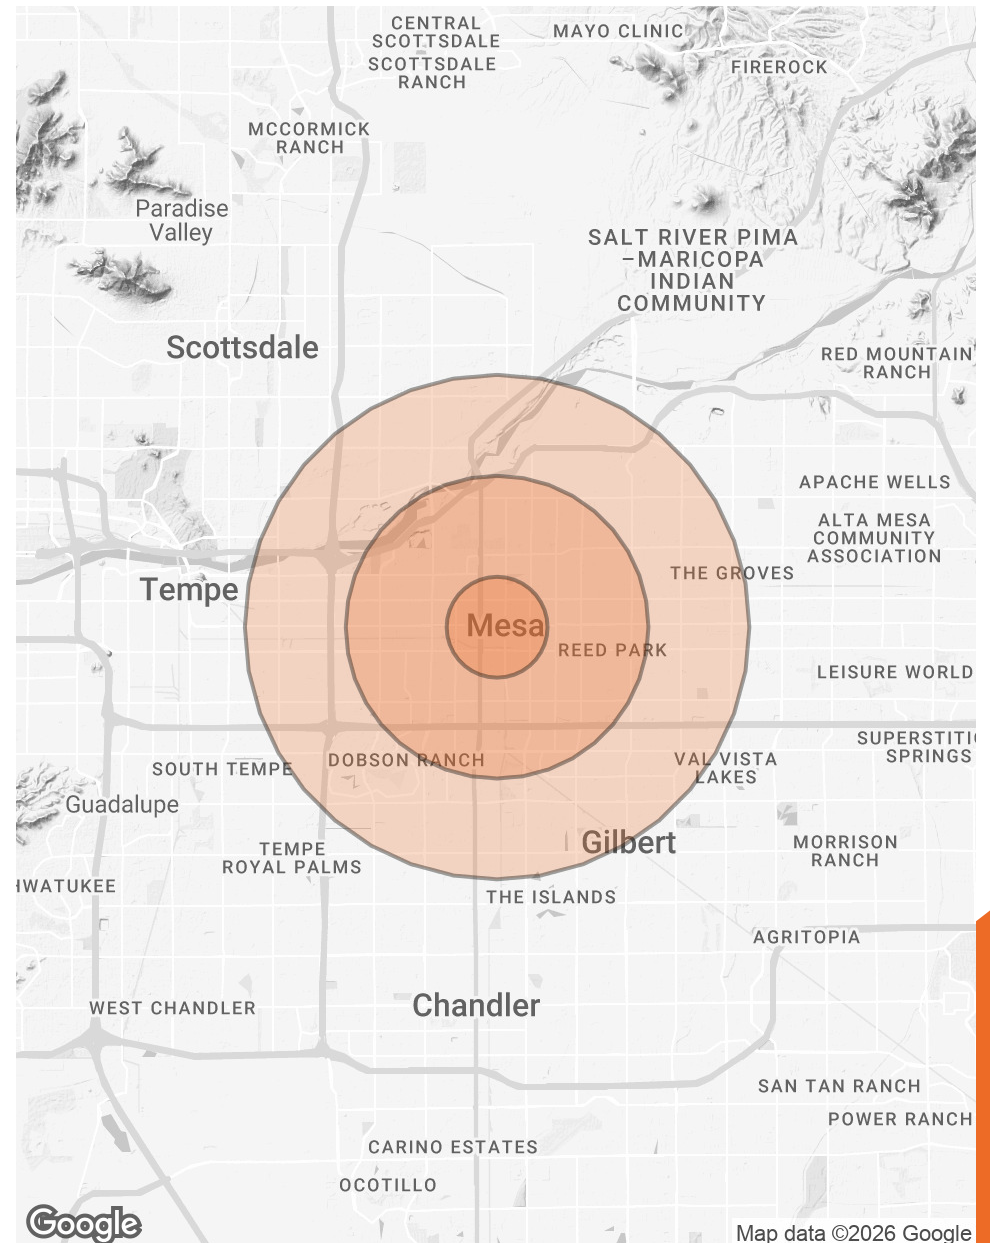 CENTRAL
SCOTTSDALE
MAYO CLINIC
SCOTTSDALE
RANCH
FIREROCK
MCCORMICK
RANCH
Paradise
Valley
SALT RIVER PIMA
–MARICOPA
INDIAN
COMMUNITY
Scottsdale
RED MOUNTAIN
RANCH
APACHE WELLS
ALTA MESA
COMMUNITY
ASSOCIATION
THE GROVES
Tempe
Mesa
REED PARK
LEISURE WORLD
SUPERSTITI
SPRINGS
DOBSON RANCH
VAL VISTA
LAKES
SOUTH TEMPE
Guadalupe
Gilbert
MORRISON
RANCH
TEMPE
ROYAL PALMS
HWATUKEE
THE ISLANDS
AGRITOPIA
Chandler
WEST CHANDLER
SAN TAN RANCH
POWER RANCH
CARINO ESTATES
OCOTILLO
Google
Map data ©2026 Google